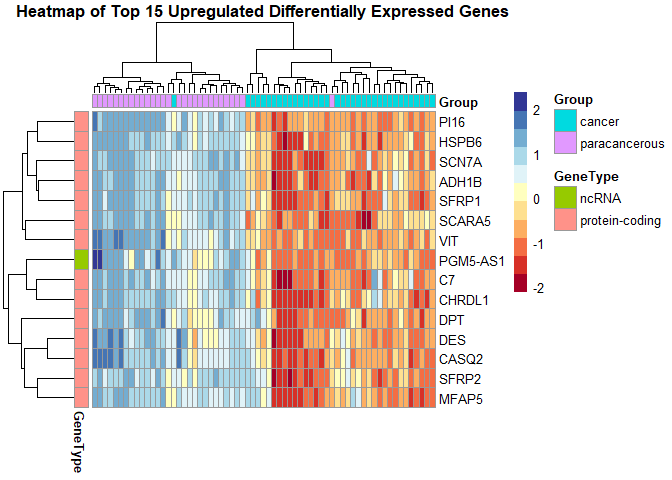 Heatmap of Top 15 Upregulated Differentially Expressed Genes
Group
PI16
HSPB6
SCN7A
ADH1B
SFRP1
SCARA5
VIT
PGM5-AS1
C7
CHRDL1
DPT
DES
CASQ2
SFRP2
MFAP5
GeneType
2
1
0
-1
-2
Group
cancer
paracancerous
GeneType
ncRNA
protein-coding